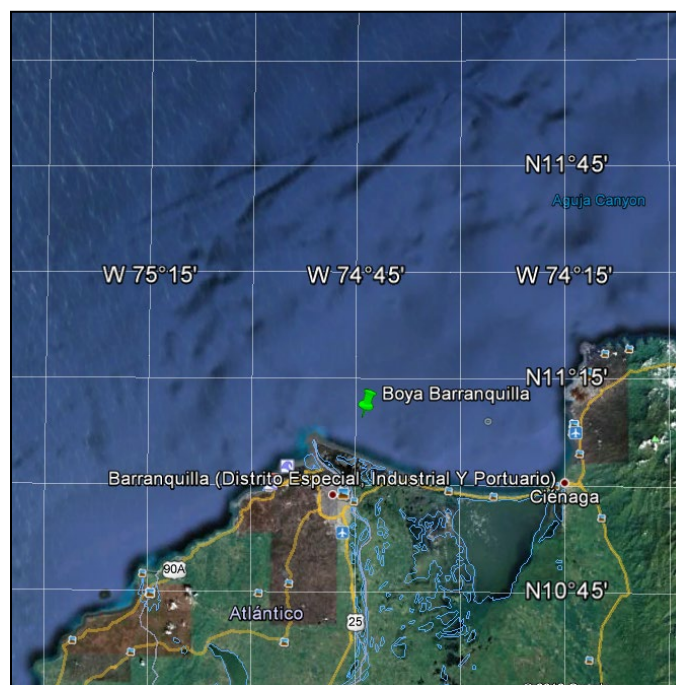 N11°45'
Aguja Canyon
W 75°15'
W 74°45'
W 74°15'
N11°15'
Boya Barranquilla
Barranquilla (Distrito Especial, Industrial Y Portuario)
Ciénaga
90A
N10°45'
Atlántico
25